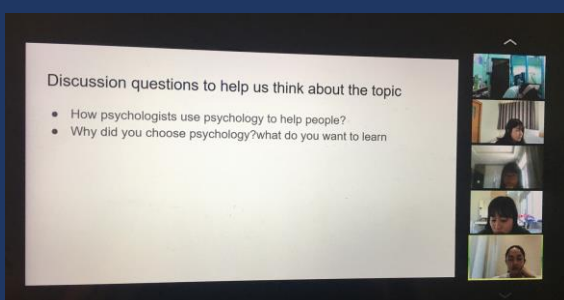 Discussion questions to help us think about the topic
How psychologists use psychology to help people?
Why did you choose psychology?what do you want to learn